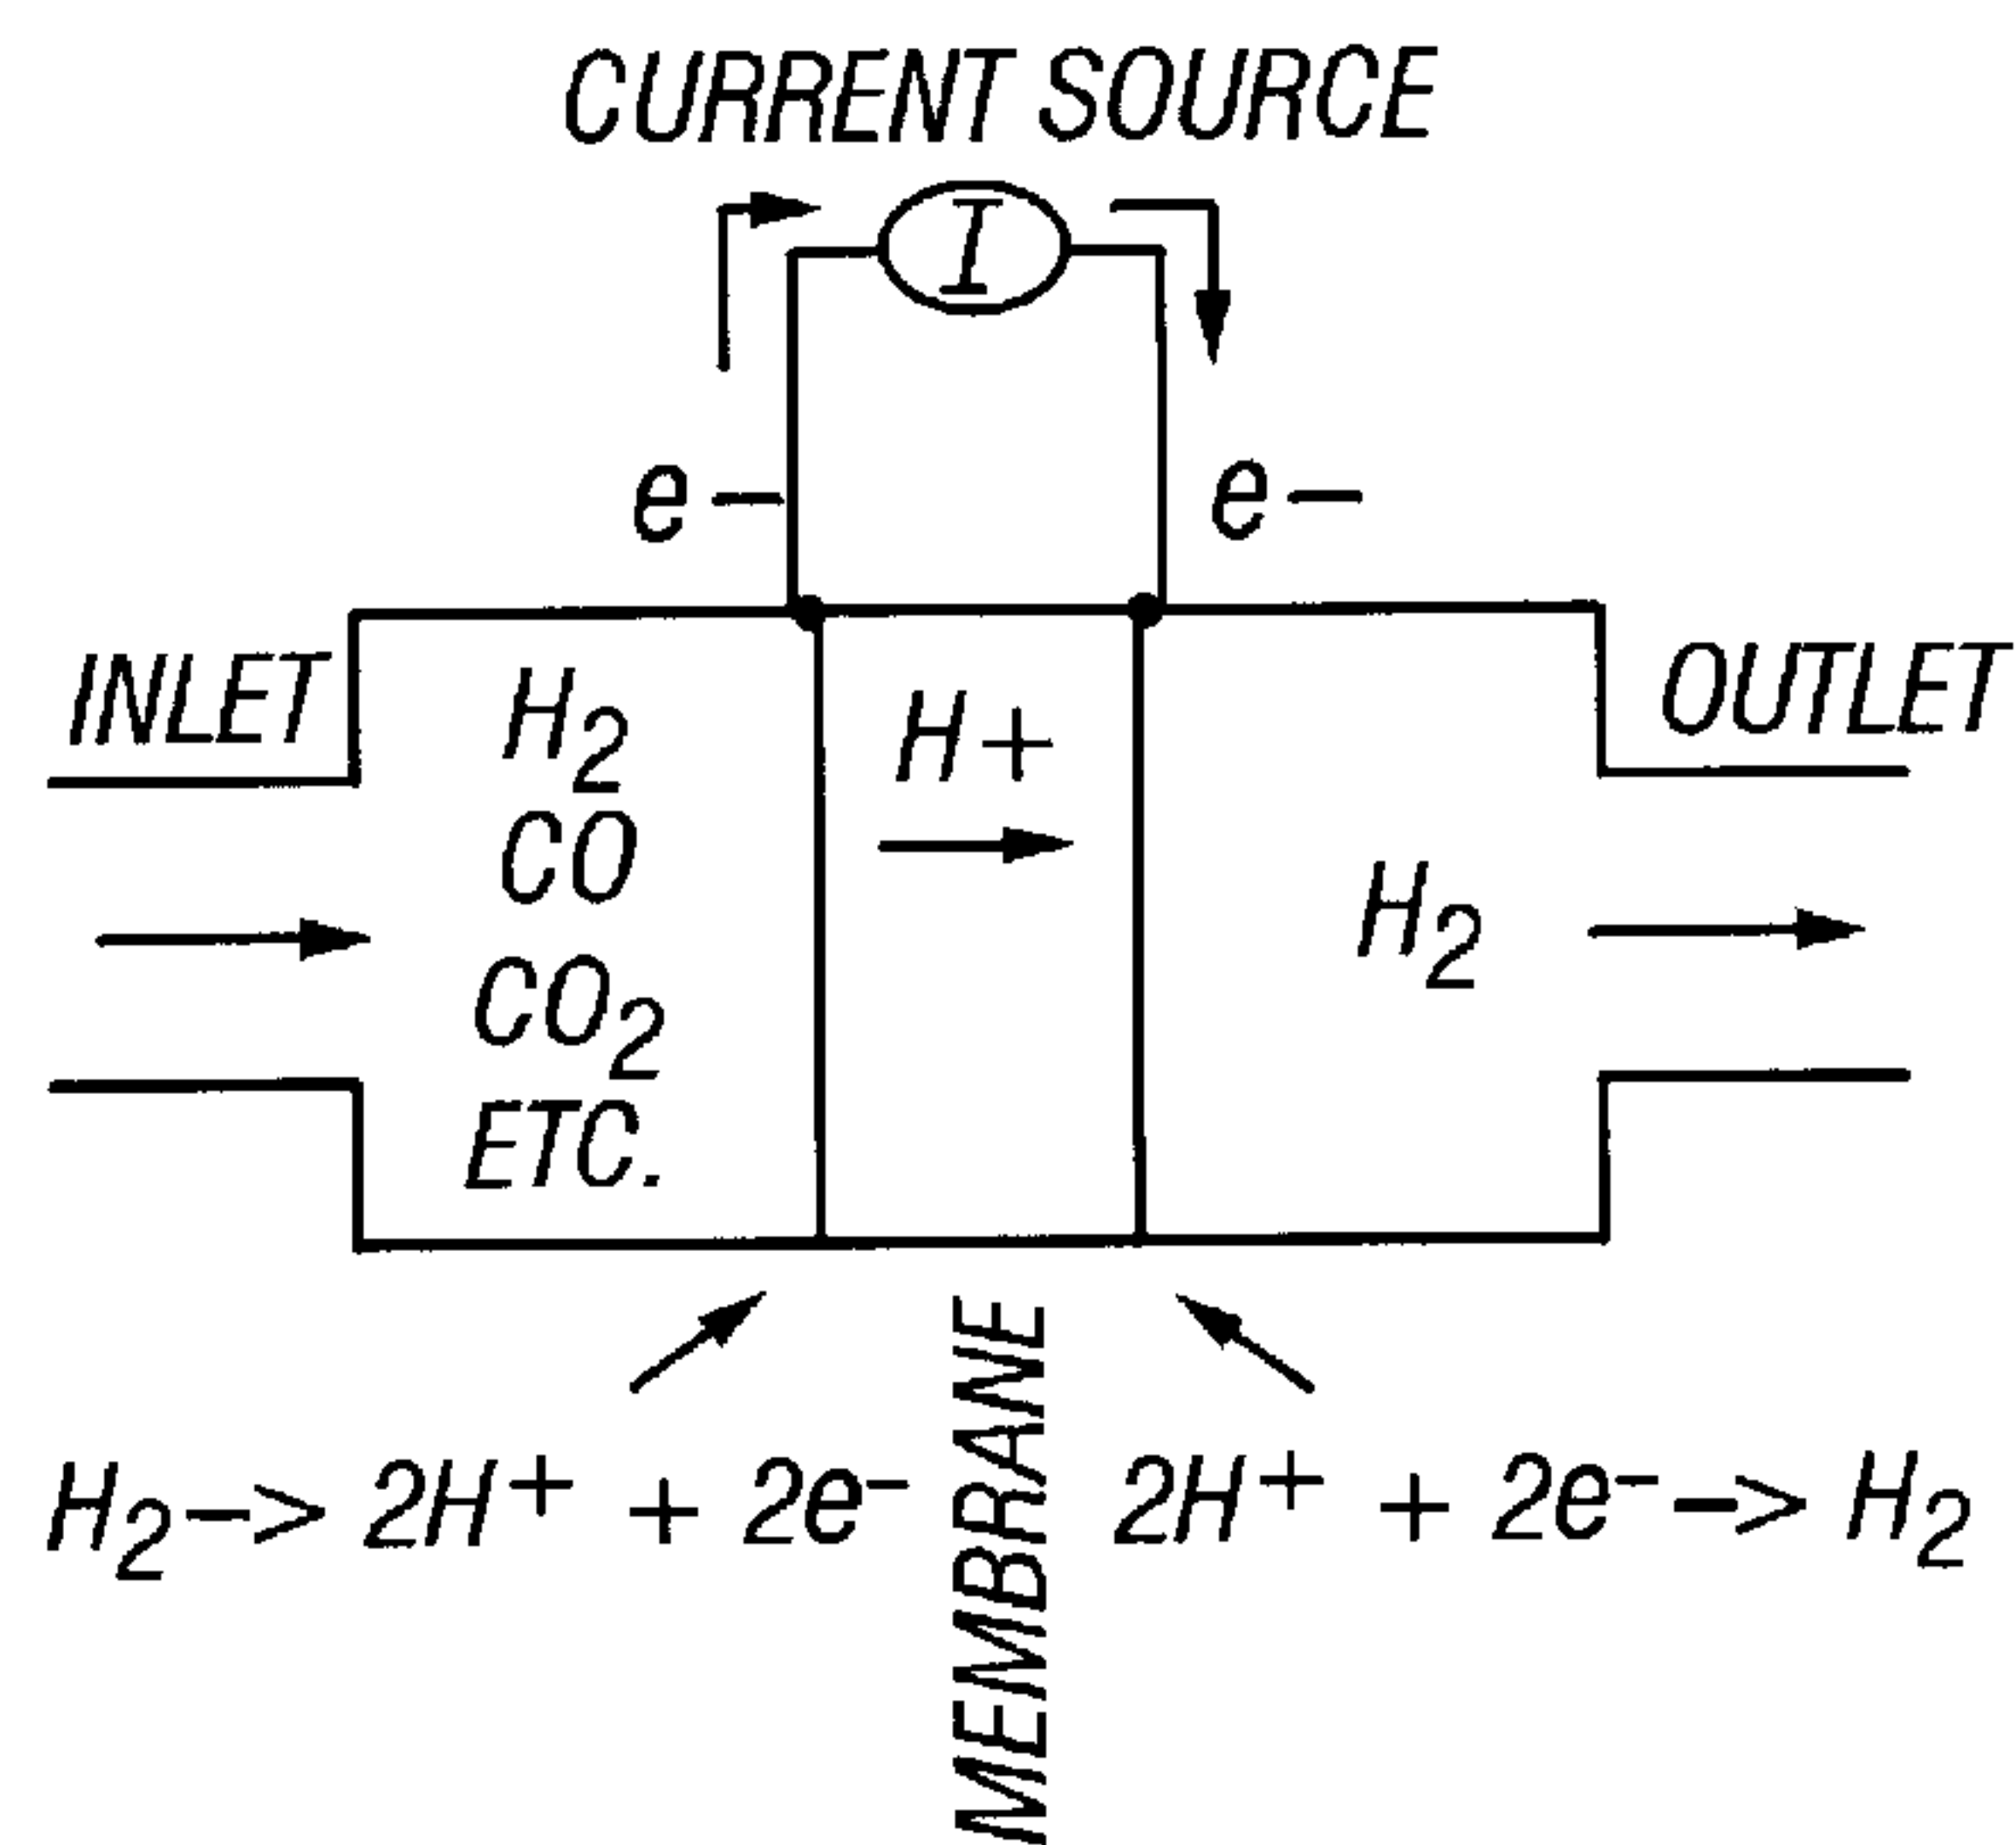 CURRENT SOURCE
I
e-
e-
INLET
OUTLET
H2
CO
CO2
ETC.
H+
H2
H2-> 2H+ + 2e-
MEMBRANE
2H+ + 2e--> H2